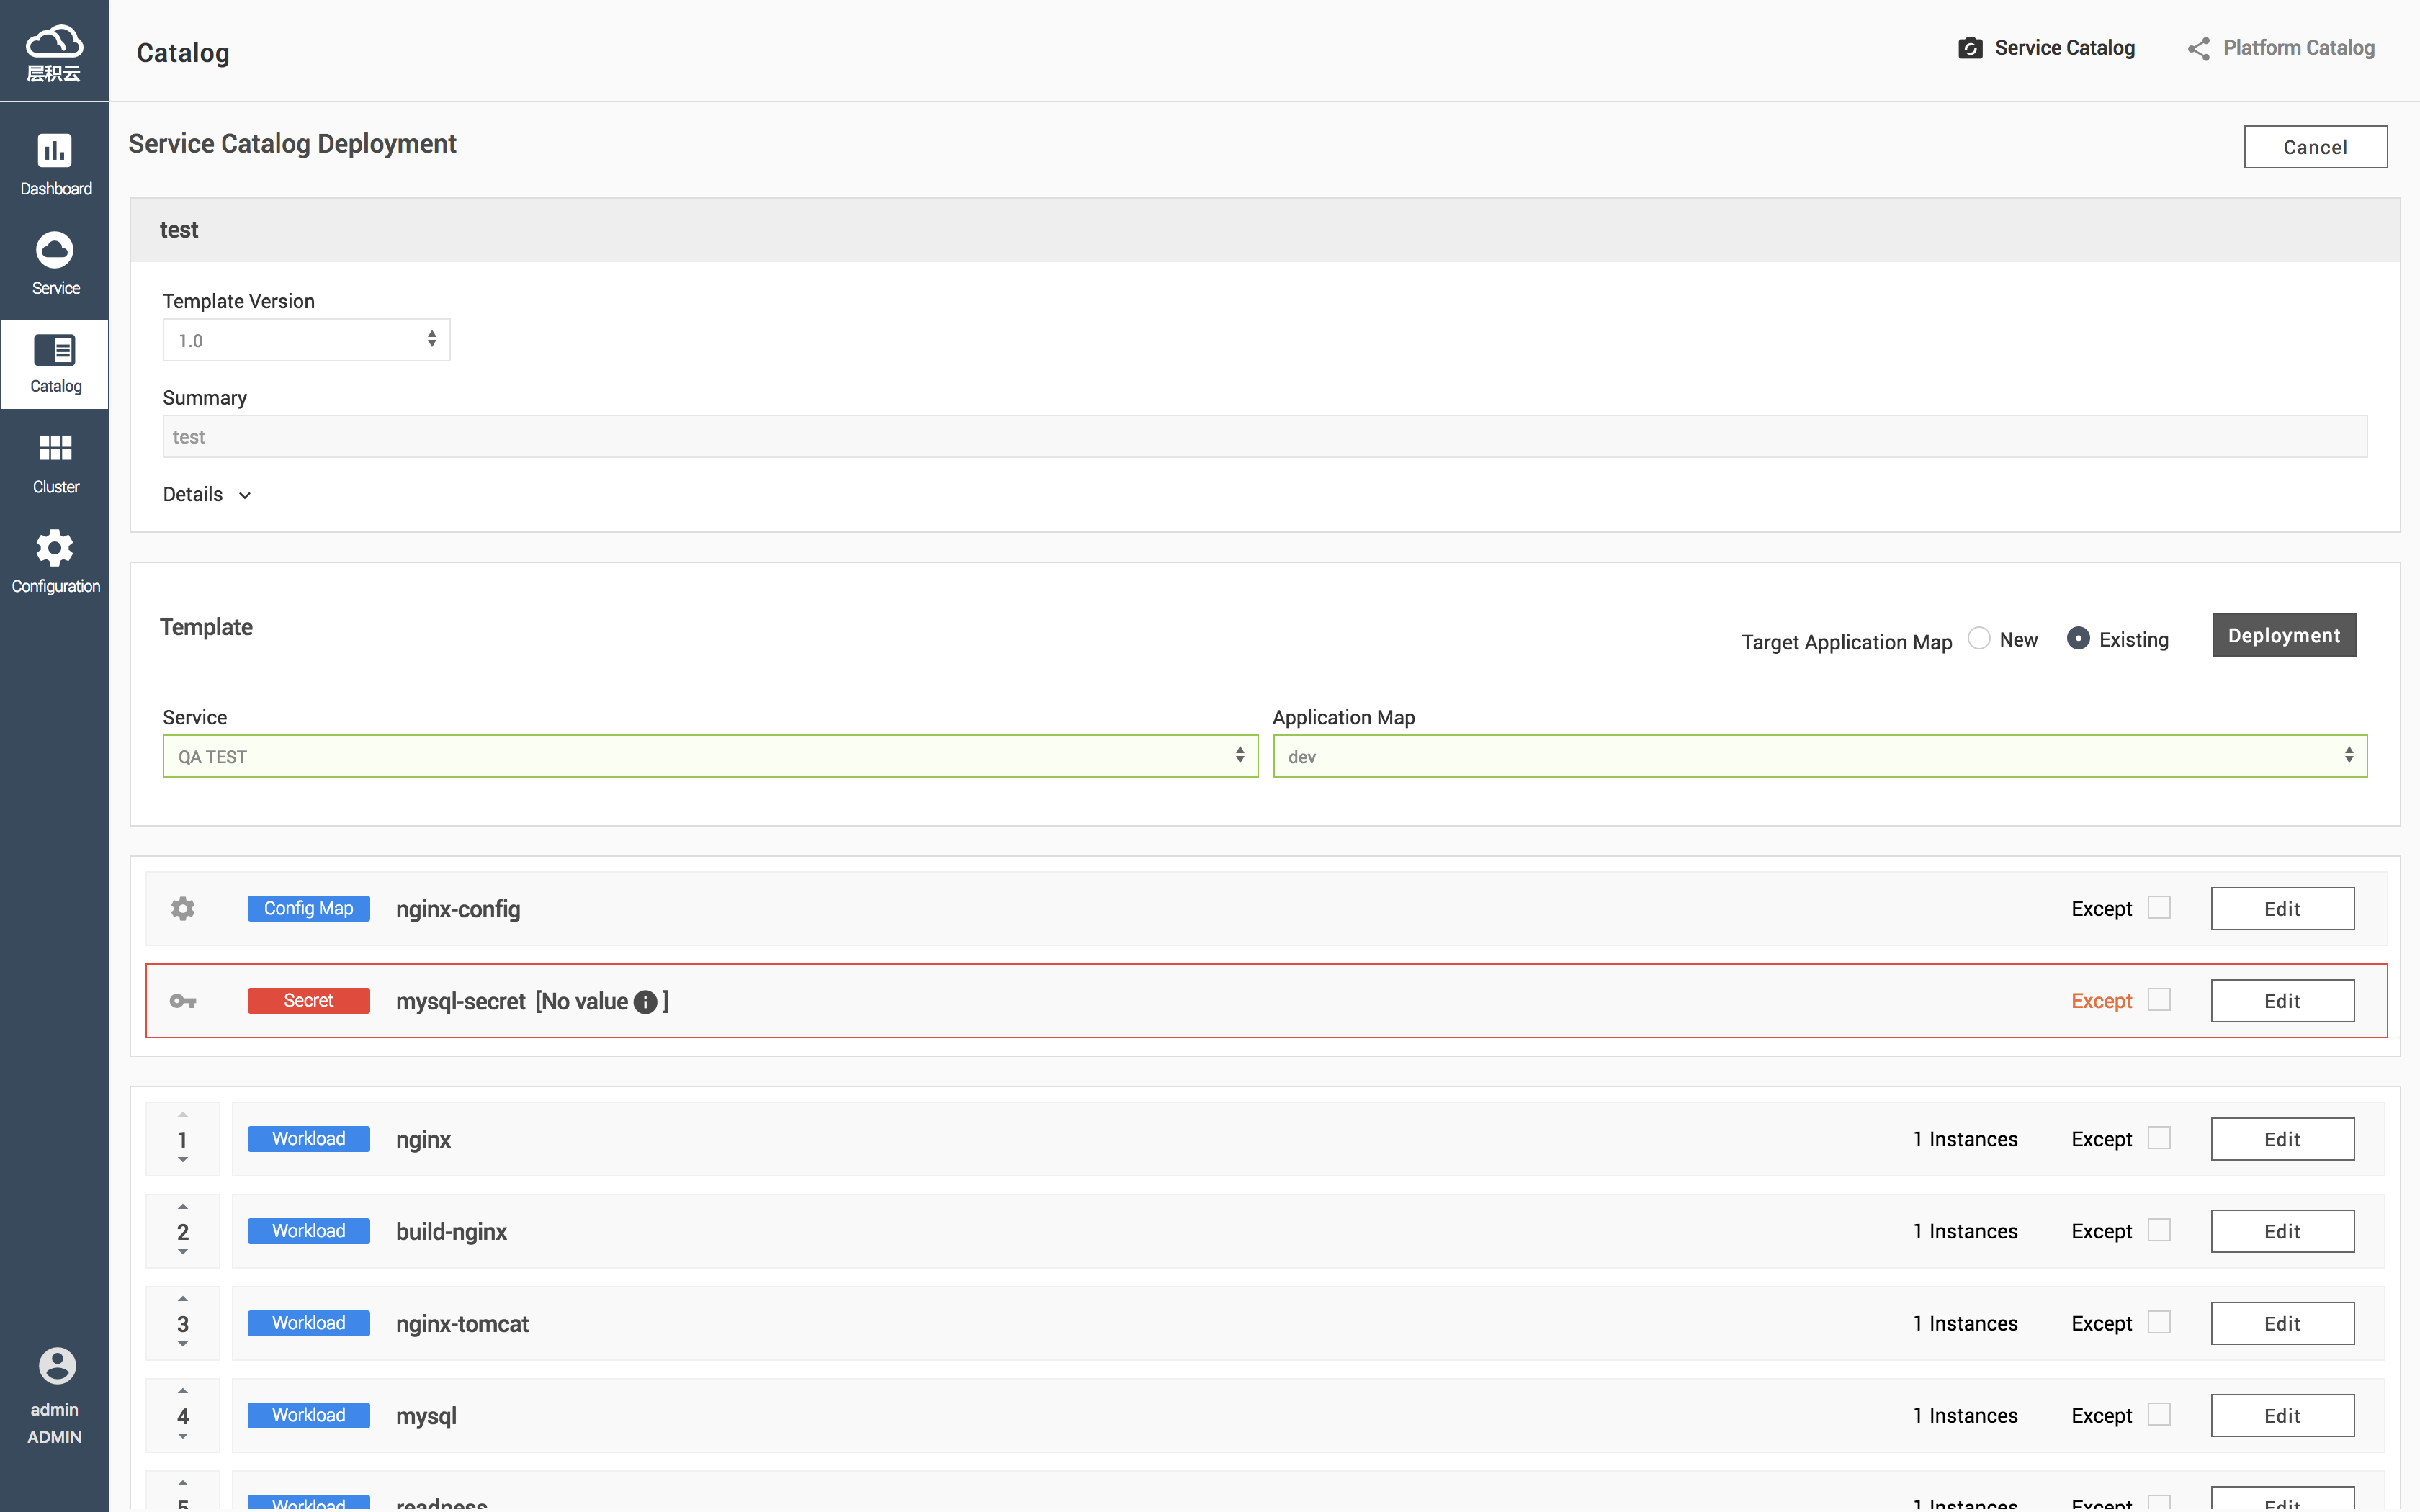 层积云
Catalog
Service Catalog
Platform Catalog
Dashboard
Service
Catalog
Cluster
Configuration
admin
ADMIN
Service Catalog Deployment
Cancel
test
Template Version
1.0
Summary
test
Details
Template
Target Application Map
New
Existing
Deployment
Service
Application Map
QA TEST
dev
Config Map nginx-config Except Edit
Secret mysql-secret [No value i ] Except Edit
1 Workload nginx 1 Instances Except Edit
2 Workload build-nginx 1 Instances Except Edit
3 Workload nginx-tomcat 1 Instances Except Edit
4 Workload mysql 1 Instances Except Edit
5 Workload readness 1 Instances Except Edit